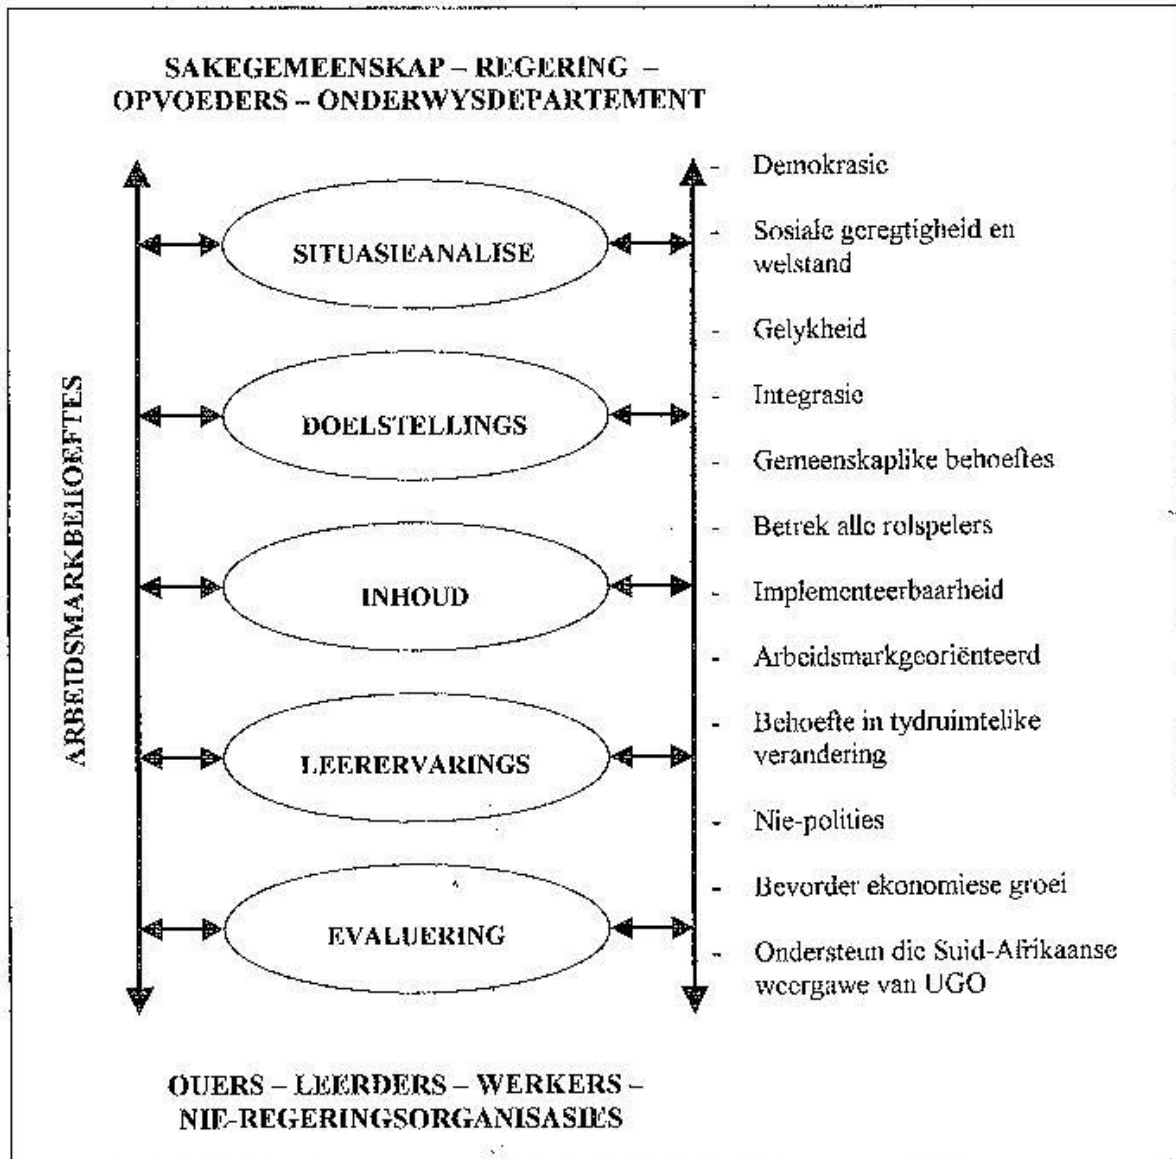 SAKEGEMEENSKAP – REGERING –
OPVOEDERS – ONDERWYSDEPARTEMENT
ARBEIDSMARKBEHOEFTES
SITUASIEANALISE
DOELSTELLINGS
INHOUD
LEERERVARINGS
EVALUERING
- Demokrasie
- Sosiale geregtigheid en
welstand
- Gelykheid
- Integrasie
- Gemeenskaplike behoeftes
- Betrek alle rolspelers
- Implementeerbaarheid
- Arbeidsmarkgeoriënteerd
- Behoefte in tydruimtelike
verandering
- Nie-polities
- Bevorder ekonomiese groei
- Ondersteun die Suid-Afrikaanse
weergawe van UGO
OUERS – LEERDERS – WERKERS –
NIE-REGERINGSORGANISASIES